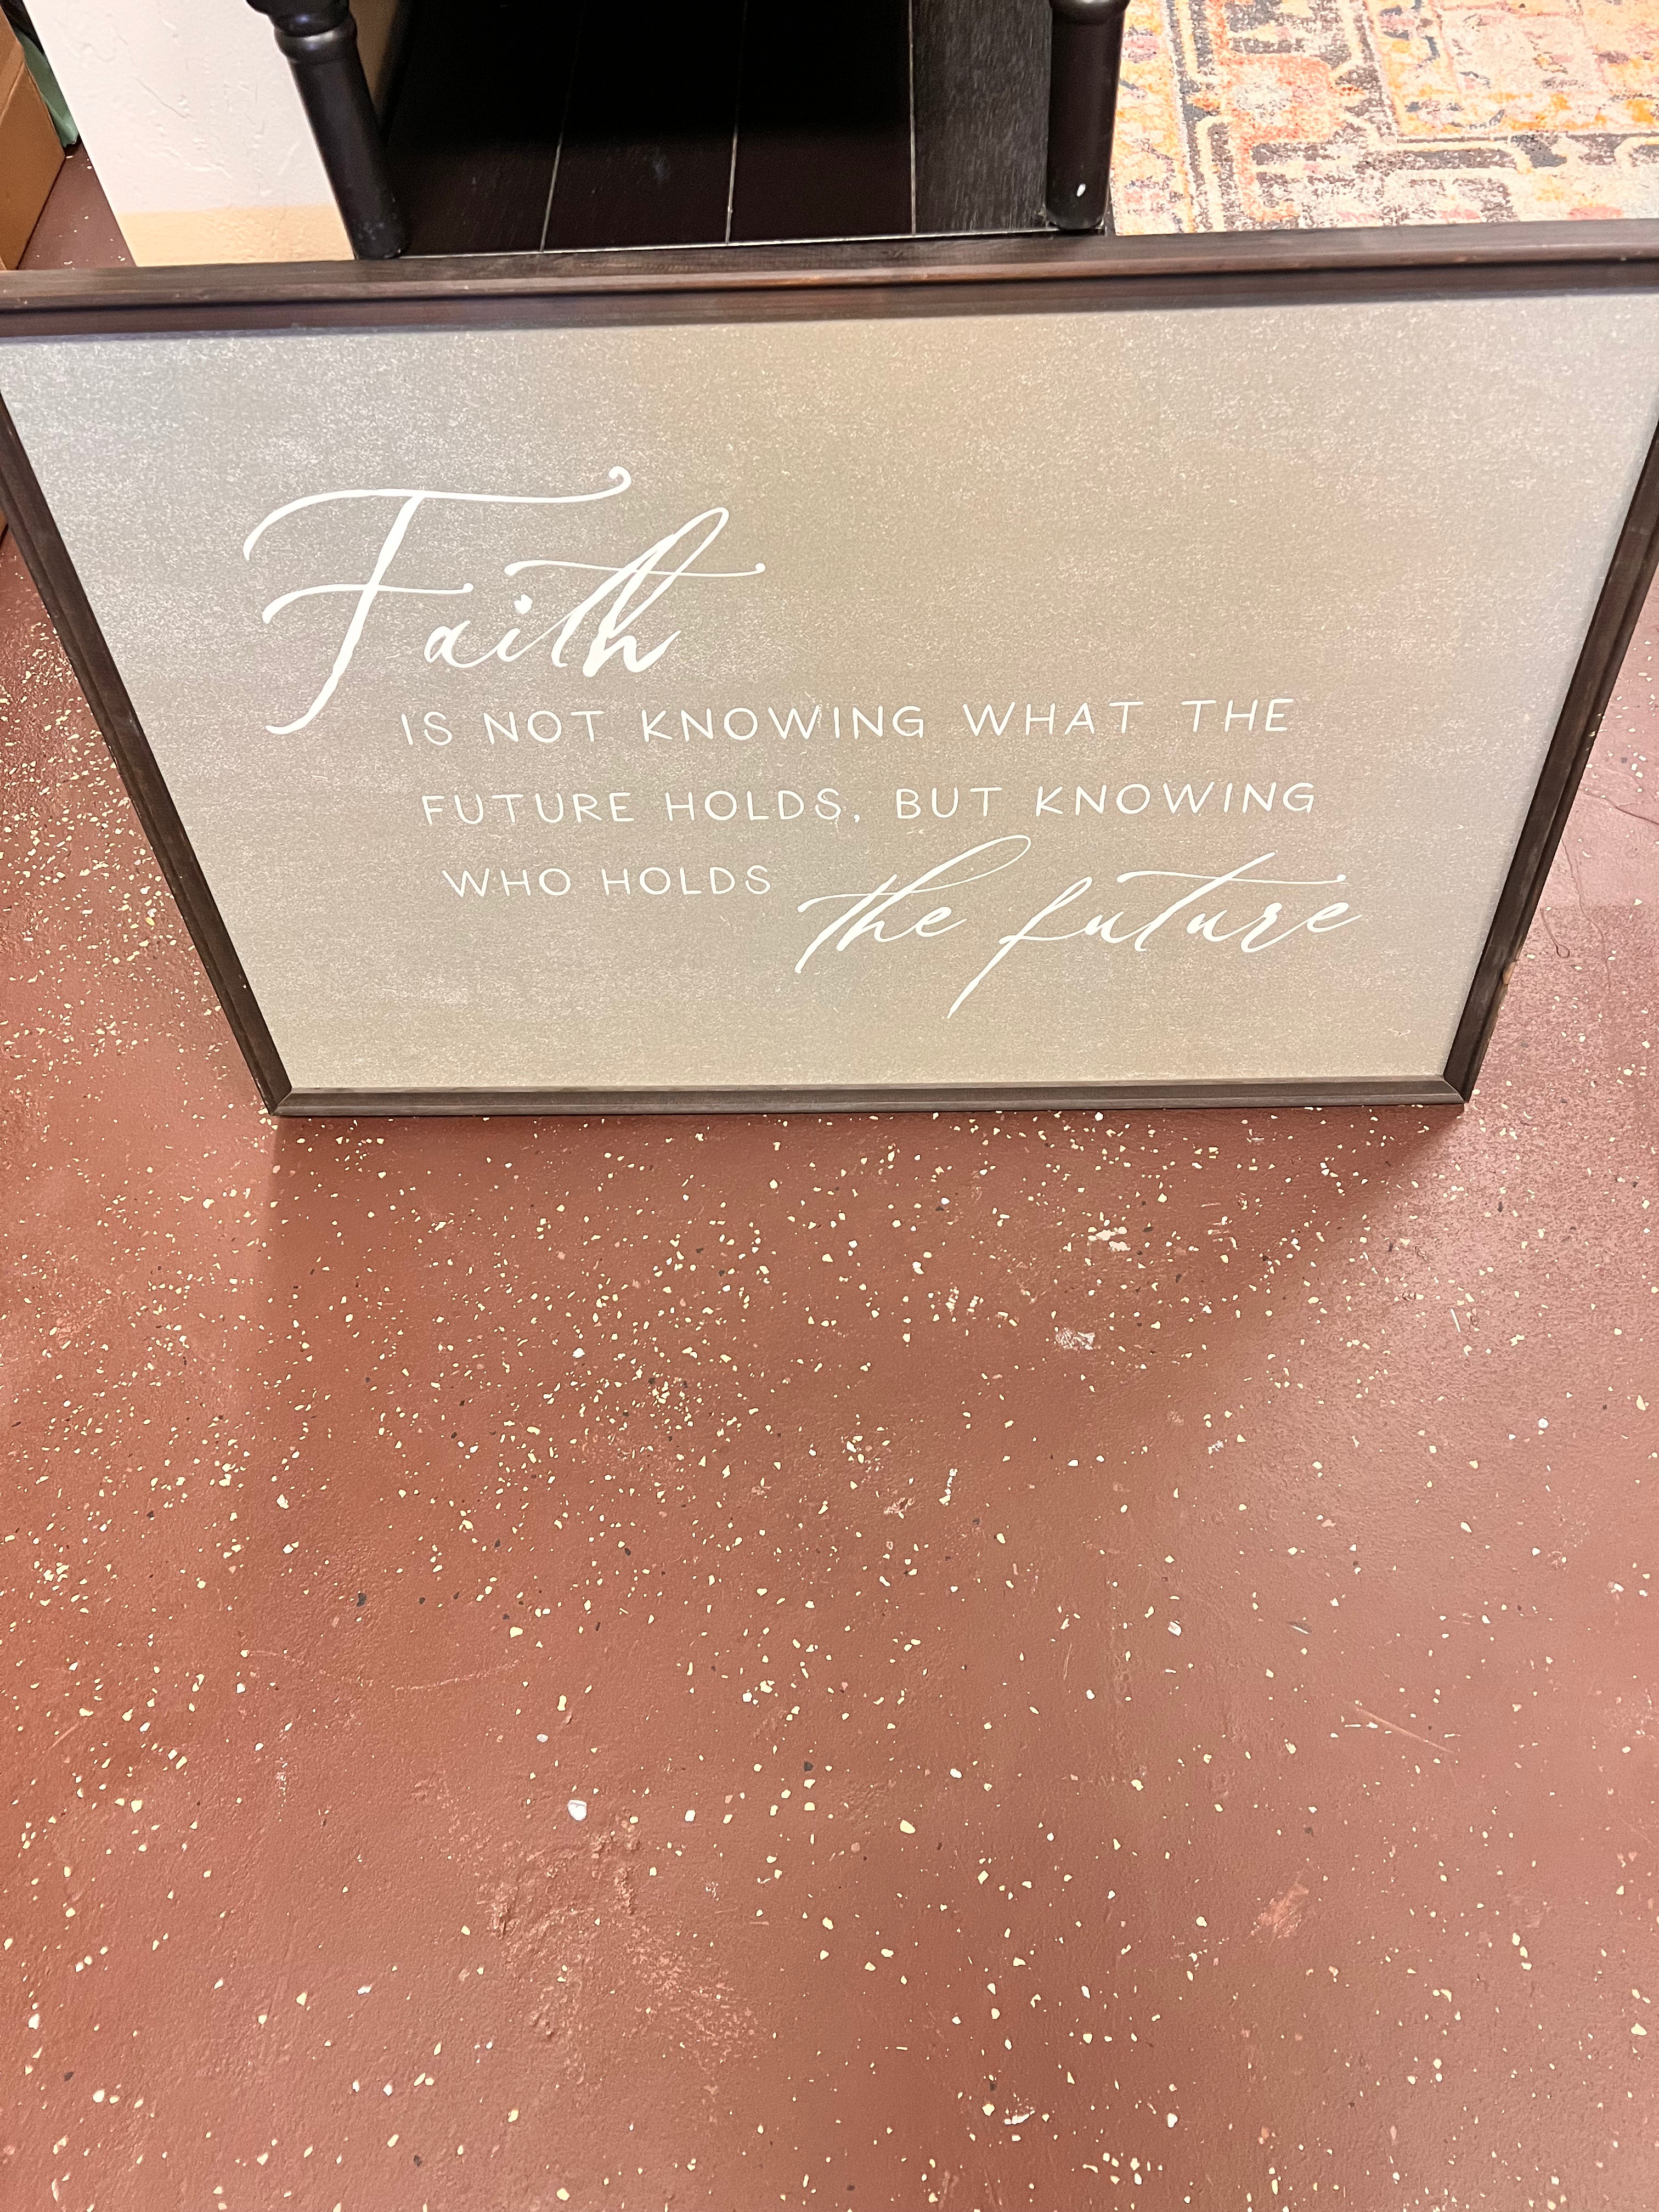 Faith
IS NOT KNOWING WHAT THE
FUTURE HOLDS, BUT KNOWING
WHO HOLDS the future